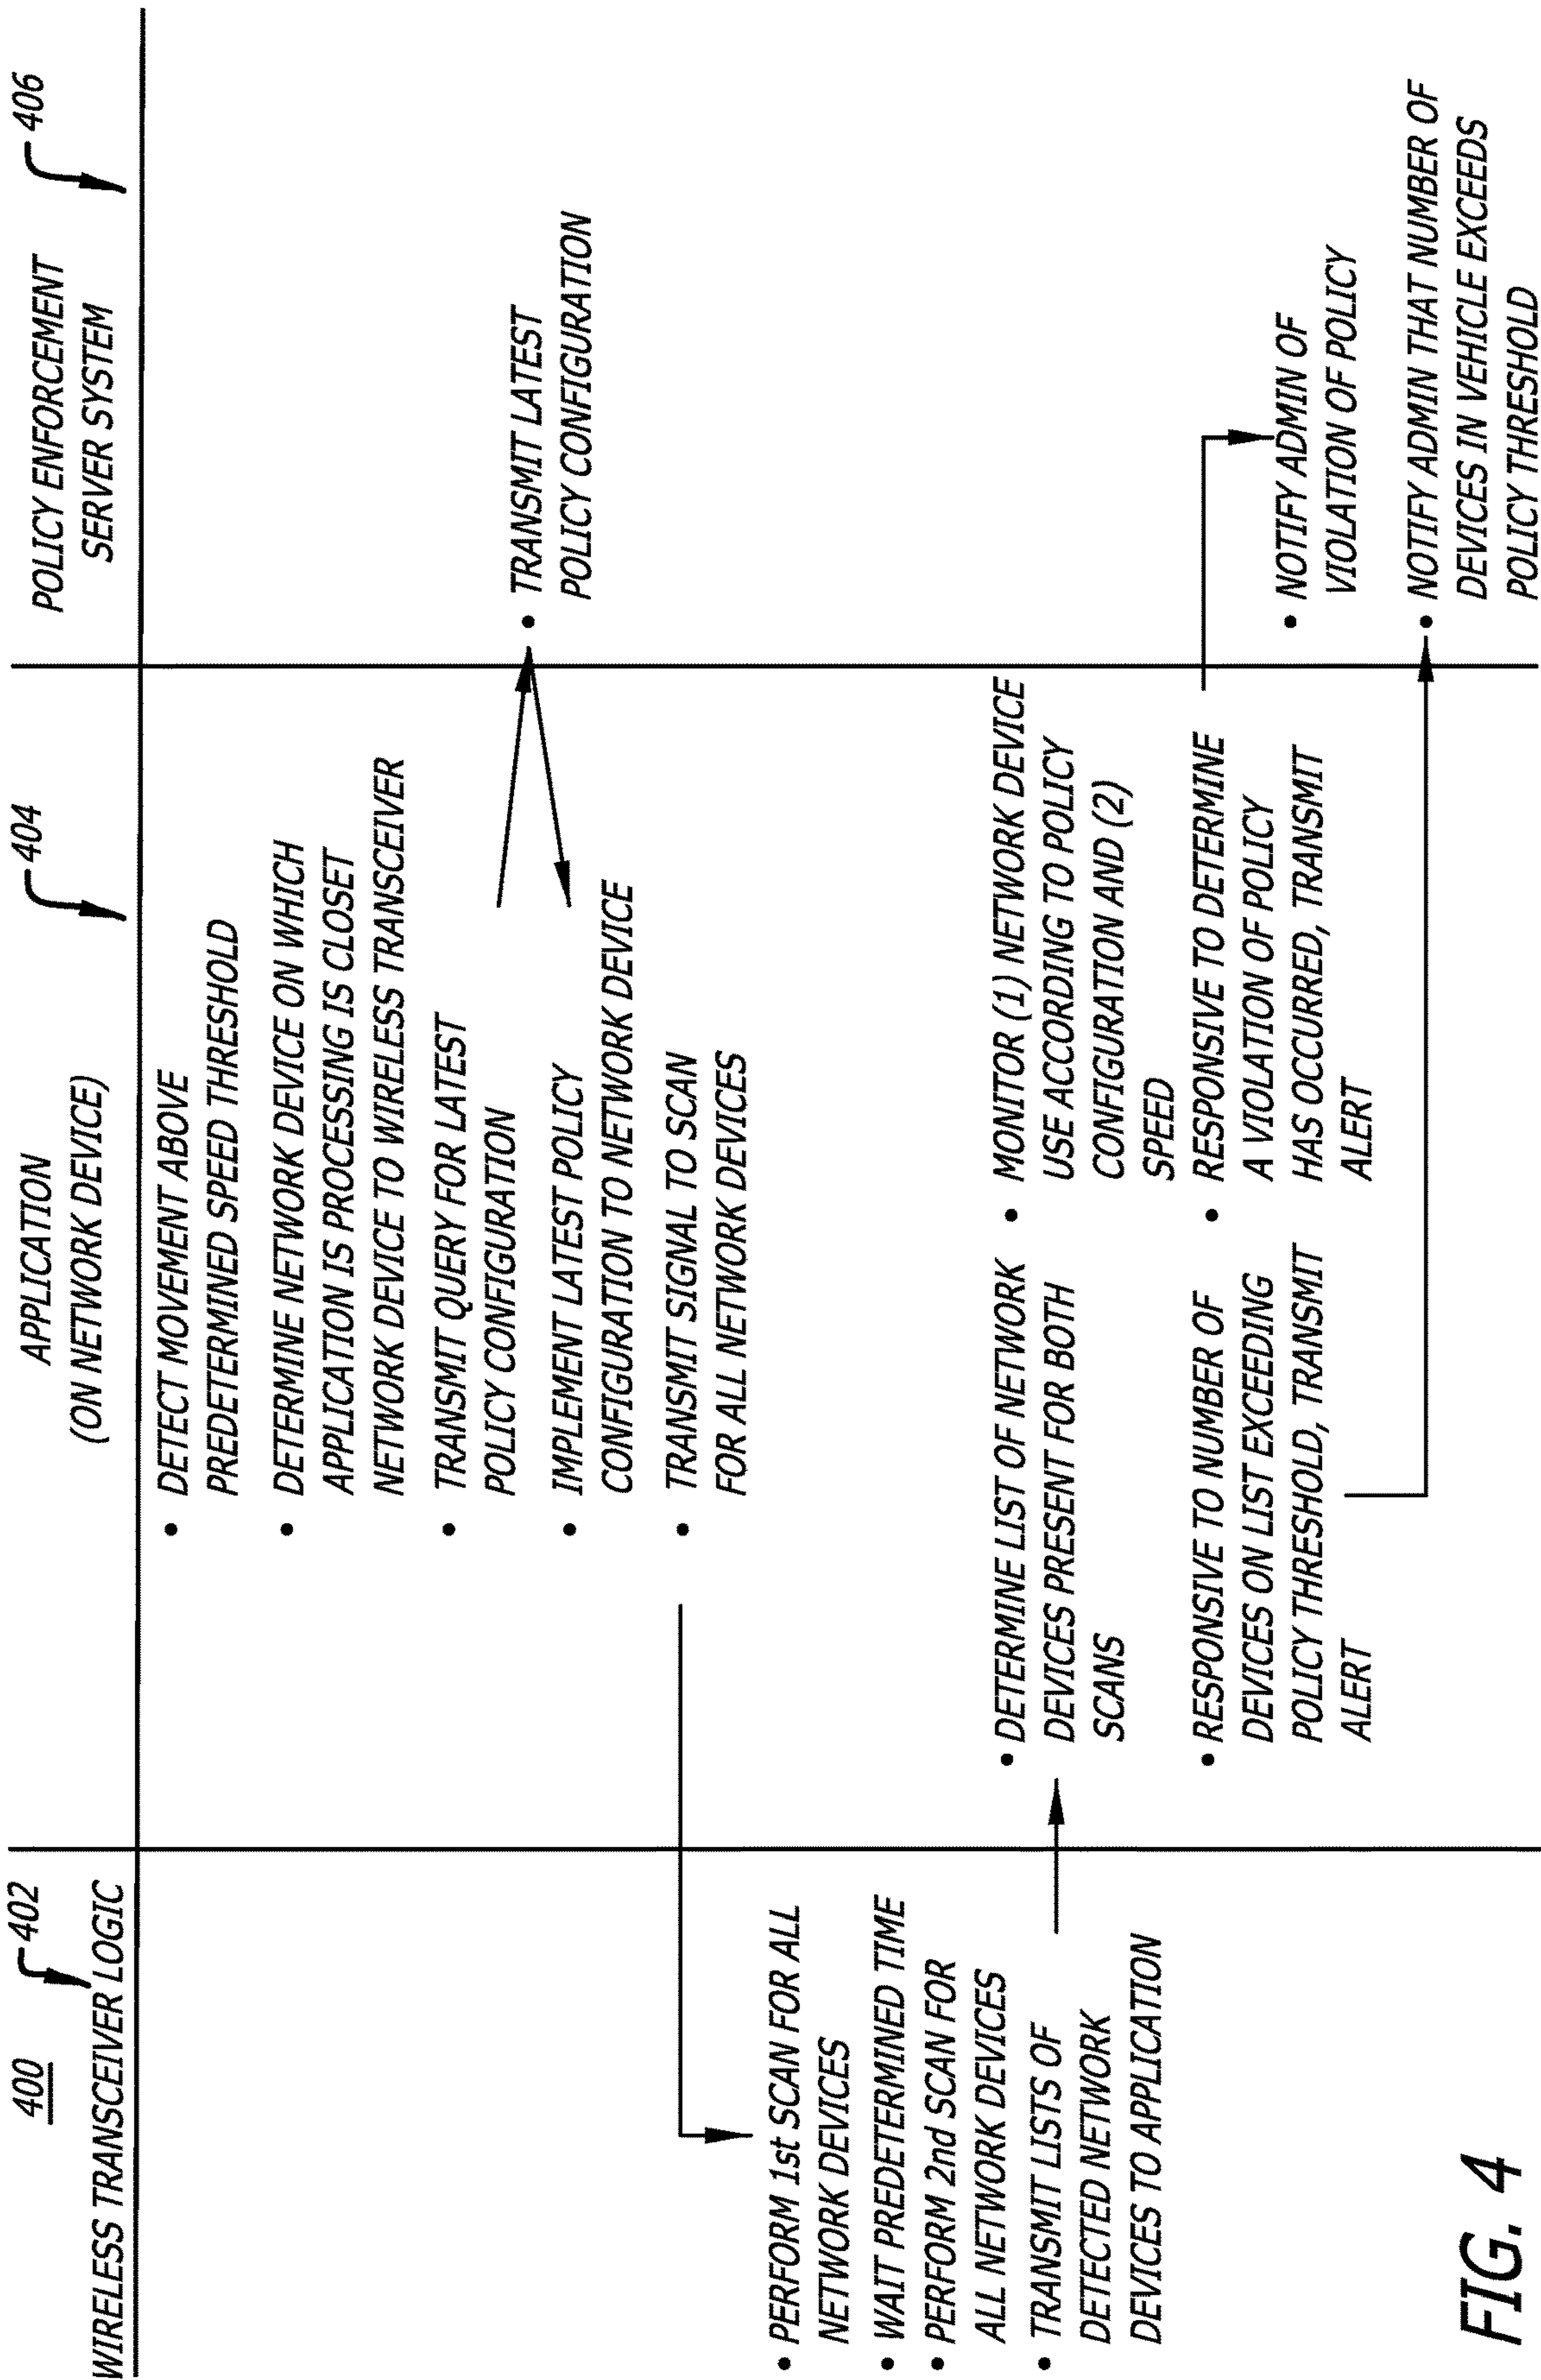 400
402
WIRELESS TRANSCEIVER LOGIC
• PERFORM 1st SCAN FOR ALL
NETWORK DEVICES
• WAIT PREDETERMINED TIME
• PERFORM 2nd SCAN FOR
ALL NETWORK DEVICES
• TRANSMIT LISTS OF
DETECTED NETWORK
DEVICES TO APPLICATION
APPLICATION
(ON NETWORK DEVICE)
404
• DETECT MOVEMENT ABOVE
PREDETERMINED SPEED THRESHOLD
• DETERMINE NETWORK DEVICE ON WHICH
APPLICATION IS PROCESSING IS CLOSET
NETWORK DEVICE TO WIRELESS TRANSCEIVER
• TRANSMIT QUERY FOR LATEST
POLICY CONFIGURATION
• IMPLEMENT LATEST POLICY
CONFIGURATION TO NETWORK DEVICE
• TRANSMIT SIGNAL TO SCAN
FOR ALL NETWORK DEVICES
• DETERMINE LIST OF NETWORK
DEVICES PRESENT FOR BOTH
SCANS
• RESPONSIVE TO NUMBER OF
DEVICES ON LIST EXCEEDING
POLICY THRESHOLD, TRANSMIT
ALERT
• MONITOR (1) NETWORK DEVICE
USE ACCORDING TO POLICY
CONFIGURATION AND (2)
SPEED
• RESPONSIVE TO DETERMINE
A VIOLATION OF POLICY
HAS OCCURRED, TRANSMIT
ALERT
POLICY ENFORCEMENT
SERVER SYSTEM
406
• TRANSMIT LATEST
POLICY CONFIGURATION
• NOTIFY ADMIN OF
VIOLATION OF POLICY
• NOTIFY ADMIN THAT NUMBER OF
DEVICES IN VEHICLE EXCEEDS
POLICY THRESHOLD
FIG. 4